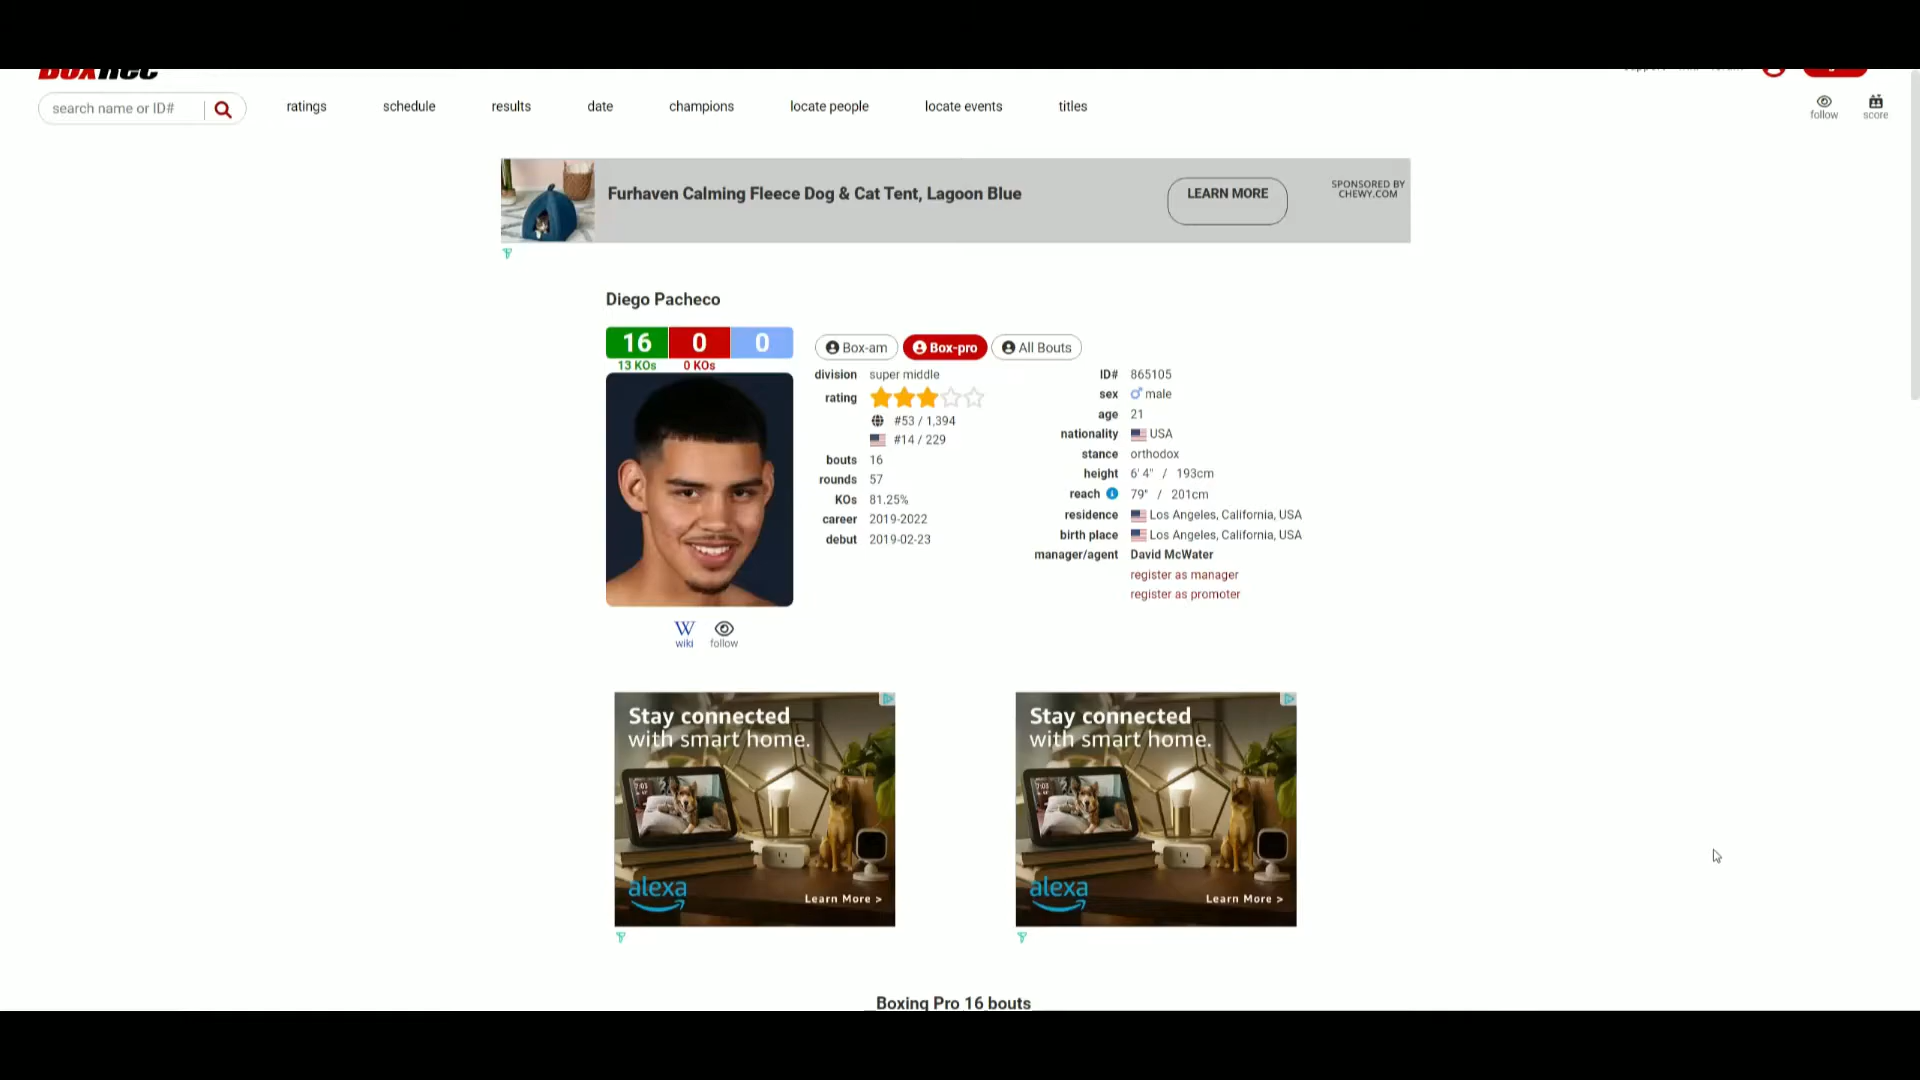 BoxRec
search name or ID#
ratings schedule results date champions locate people locate events titles
follow score
Furhaven Calming Fleece Dog & Cat Tent, Lagoon Blue
LEARN MORE
SPONSORED BY
CHEWY.COM
Diego Pacheco
16 0 0
13 KOs 0 KOs
Box-am Box-pro All Bouts
division super middle
rating
#53 / 1,394
#14 / 229
bouts 16
rounds 57
KOs 81.25%
career 2019-2022
debut 2019-02-23
ID# 865105
sex male
age 21
nationality USA
stance orthodox
height 6' 4" / 193cm
reach 79" / 201cm
residence Los Angeles, California, USA
birth place Los Angeles, California, USA
manager/agent David McWater
register as manager
register as promoter
W
wiki follow
Stay connected
with smart home.
7:03
alexa
Learn More >
Stay connected
with smart home.
7:03
alexa
Learn More >
Boxing Pro 16 bouts